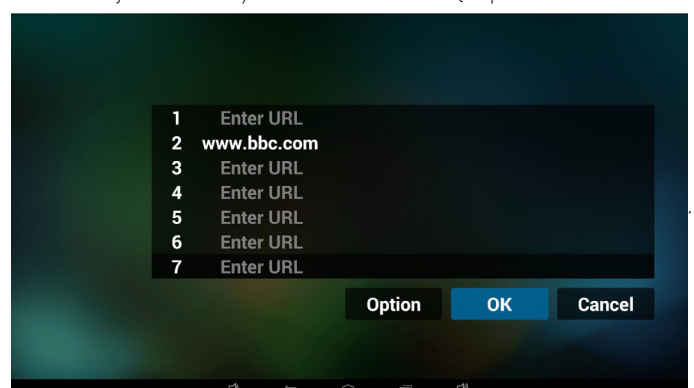 1 Enter URL
2 www.bbc.com
3 Enter URL
4 Enter URL
5 Enter URL
6 Enter URL
7 Enter URL
Option OK Cancel